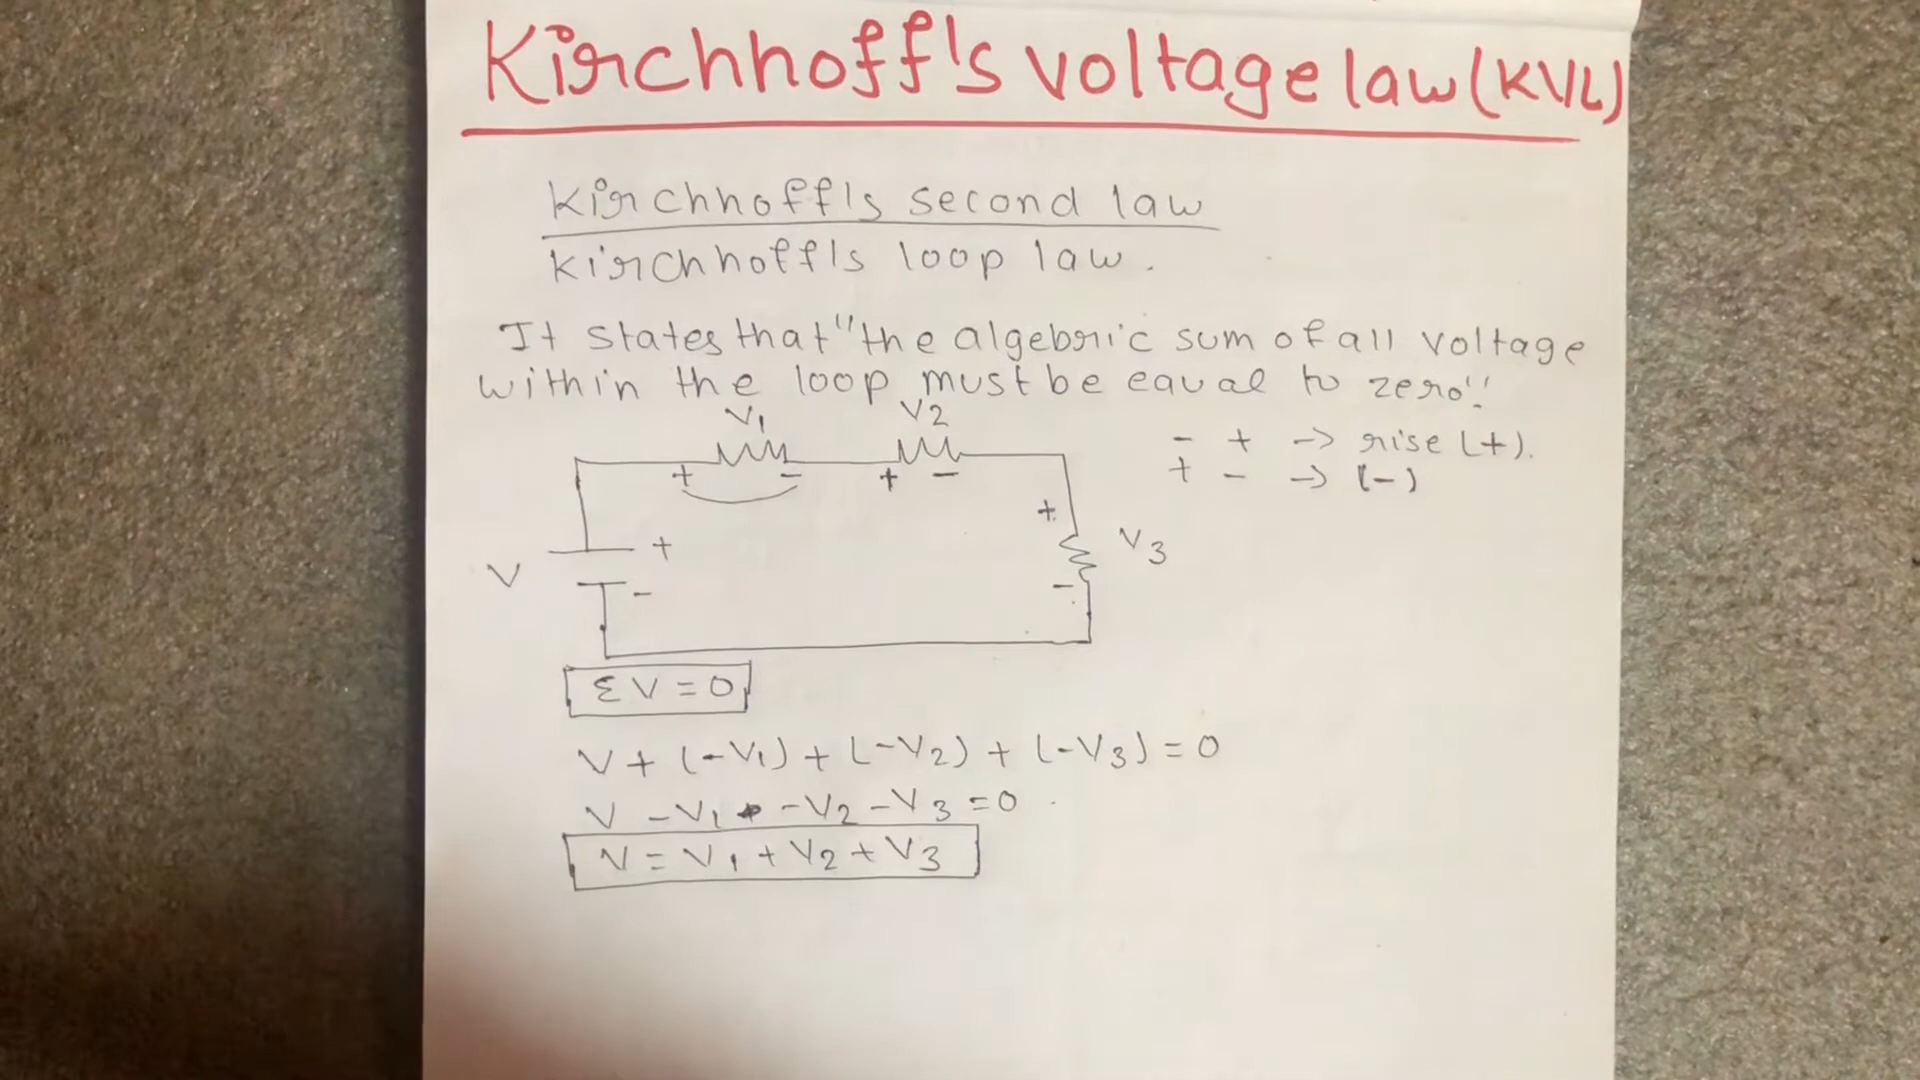 Kirchhoff's voltage law (KVL)
Kirchhoff's second law
Kirchhoff's loop law.
It states that "the algebric sum of all voltage
within the loop must be equal to zero".
V1 V2
- + -> rise (+).
+ - -> (-)
+ - + -
+
V3
-
V
+
-
ΣV = 0
V + (-V1) + (-V2) + (-V3) = 0
V - V1 - V2 - V3 = 0
V = V1 + V2 + V3